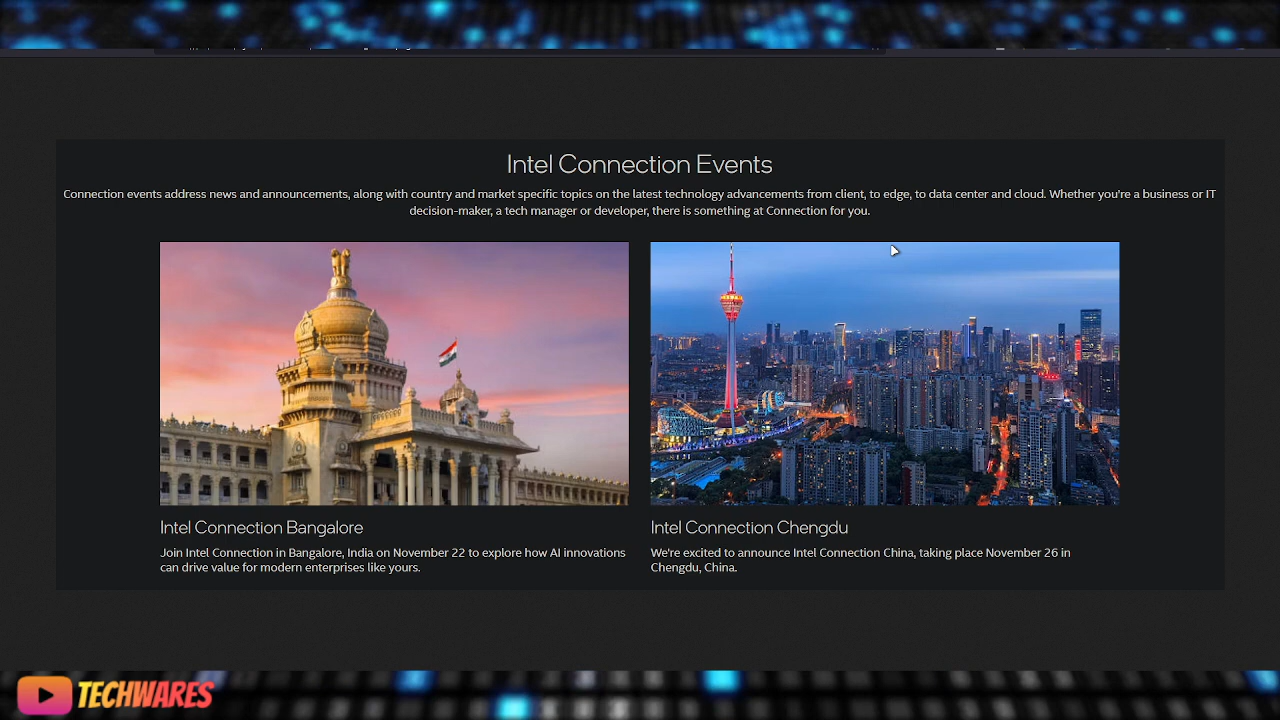 Intel Connection Events
Connection events address news and announcements, along with country and market specific topics on the latest technology advancements from client, to edge, to data center and cloud. Whether you're a business or IT
decision-maker, a tech manager or developer, there is something at Connection for you.
Intel Connection Bangalore
Join Intel Connection in Bangalore, India on November 22 to explore how AI innovations
can drive value for modern enterprises like yours.
Intel Connection Chengdu
We're excited to announce Intel Connection China, taking place November 26 in
Chengdu, China.
TECHWARES